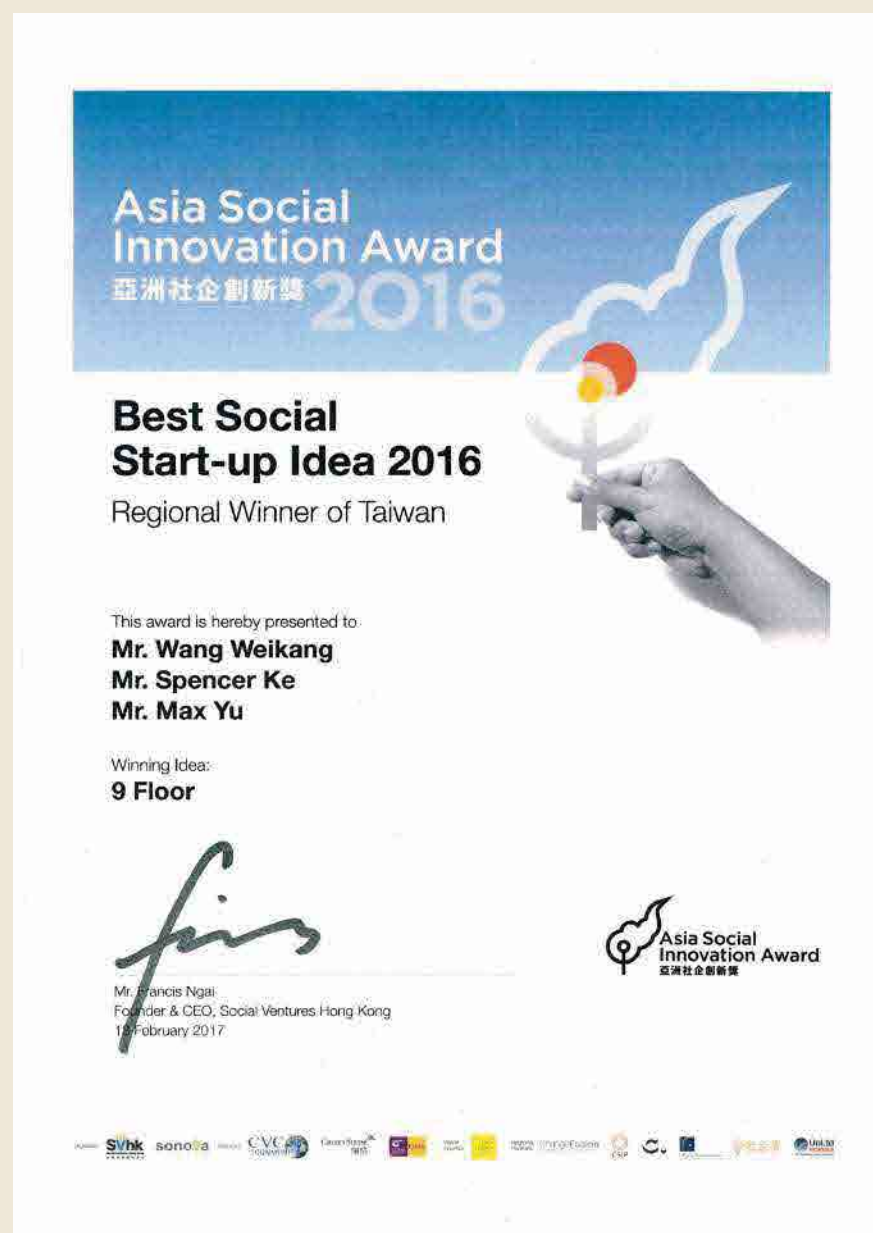 Asia Social
Innovation Award
亞洲社企創新獎 2016
Best Social
Start-up Idea 2016
Regional Winner of Taiwan
This award is hereby presented to
Mr. Wang Weikang
Mr. Spencer Ke
Mr. Max Yu
Winning Idea:
9 Floor
Mr. Francis Ngai
Founder & CEO, Social Ventures Hong Kong
18 February 2017
Asia Social
Innovation Award
亞洲社企創新獎
SVhk sonova CVC